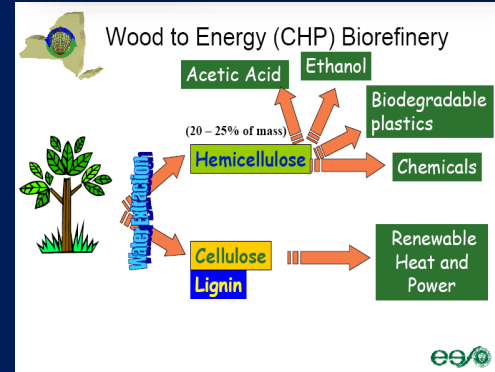 Wood to Energy (CHP) Biorefinery
Acetic Acid
Ethanol
Biodegradable
plastics
(20 – 25% of mass)
Hemicellulose
Chemicals
Water Extraction
Cellulose
Lignin
Renewable
Heat and
Power